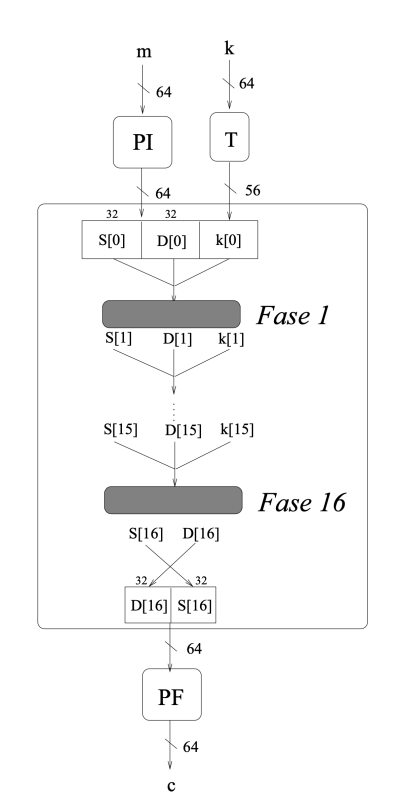 m k
64 64
PI T
64 56
32 32
S[0] D[0] k[0]
Fase 1
S[1] D[1] k[1]
S[15] D[15] k[15]
Fase 16
S[16] D[16]
32 32
D[16] S[16]
64
PF
64
c